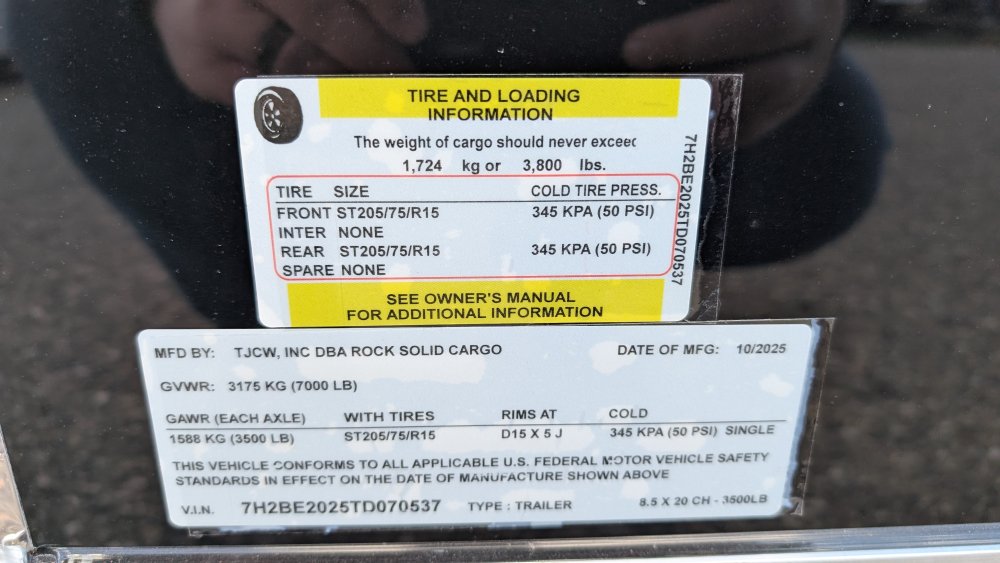 TIRE AND LOADING
INFORMATION
The weight of cargo should never exceed
1,724 kg or 3,800 lbs.
TIRE SIZE COLD TIRE PRESS.
FRONT ST205/75/R15 345 KPA (50 PSI)
INTER NONE
REAR ST205/75/R15 345 KPA (50 PSI)
SPARE NONE
SEE OWNER'S MANUAL
FOR ADDITIONAL INFORMATION
7H2BE2025TD070537
MFD BY: TJCW, INC DBA ROCK SOLID CARGO DATE OF MFG: 10/2025
GVWR: 3175 KG (7000 LB)
GAWR (EACH AXLE) WITH TIRES RIMS AT COLD
1588 KG (3500 LB) ST205/75/R15 D15 X 5 J 345 KPA (50 PSI) SINGLE
THIS VEHICLE CONFORMS TO ALL APPLICABLE U.S. FEDERAL MOTOR VEHICLE SAFETY
STANDARDS IN EFFECT ON THE DATE OF MANUFACTURE SHOWN ABOVE
V.I.N. 7H2BE2025TD070537 TYPE : TRAILER 8.5 X 20 CH - 3500LB